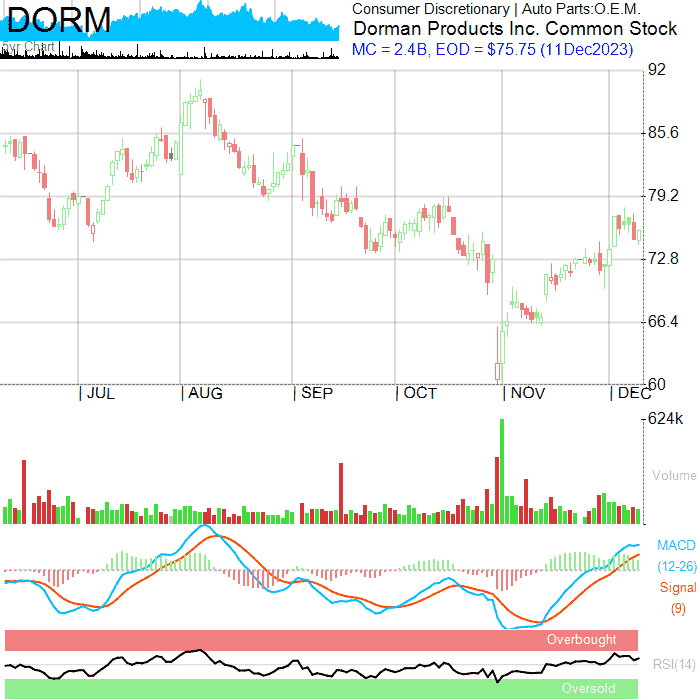 DORM
5yr Chart
Consumer Discretionary | Auto Parts:O.E.M.
Dorman Products Inc. Common Stock
MC = 2.4B, EOD = $75.75 (11Dec2023)
92
85.6
79.2
72.8
66.4
60
| JUL | AUG | SEP | OCT | NOV | DEC
624k
Volume
MACD
(12-26)
Signal
(9)
Overbought
RSI(14)
Oversold